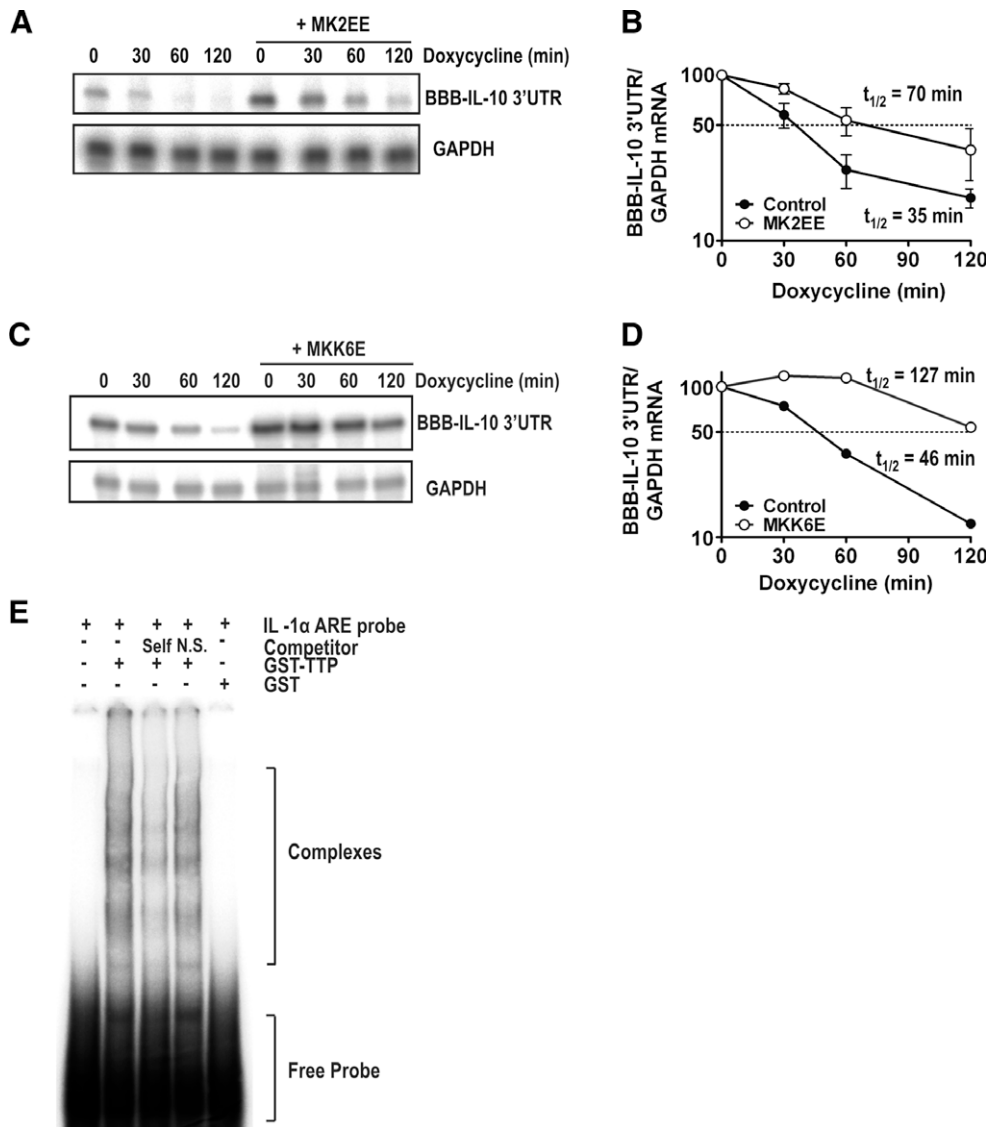 A
+ MK2EE
0 30 60 120 0 30 60 120 Doxycycline (min)
BBB-IL-10 3'UTR
GAPDH
B
BBB-IL-10 3'UTR/
GAPDH mRNA
100
50
10
t1/2 = 70 min
t1/2 = 35 min
Control
MK2EE
0 30 60 90 120
Doxycycline (min)
C
+ MKK6E
0 30 60 120 0 30 60 120 Doxycycline (min)
BBB-IL-10 3'UTR
GAPDH
D
BBB-IL-10 3'UTR/
GAPDH mRNA
100
50
10
t1/2 = 127 min
t1/2 = 46 min
Control
MKK6E
0 30 60 90 120
Doxycycline (min)
E
+ + + + + IL -1α ARE probe
- - Self N.S. - Competitor
- + + + - GST-TTP
- - - - + GST
Complexes
Free Probe